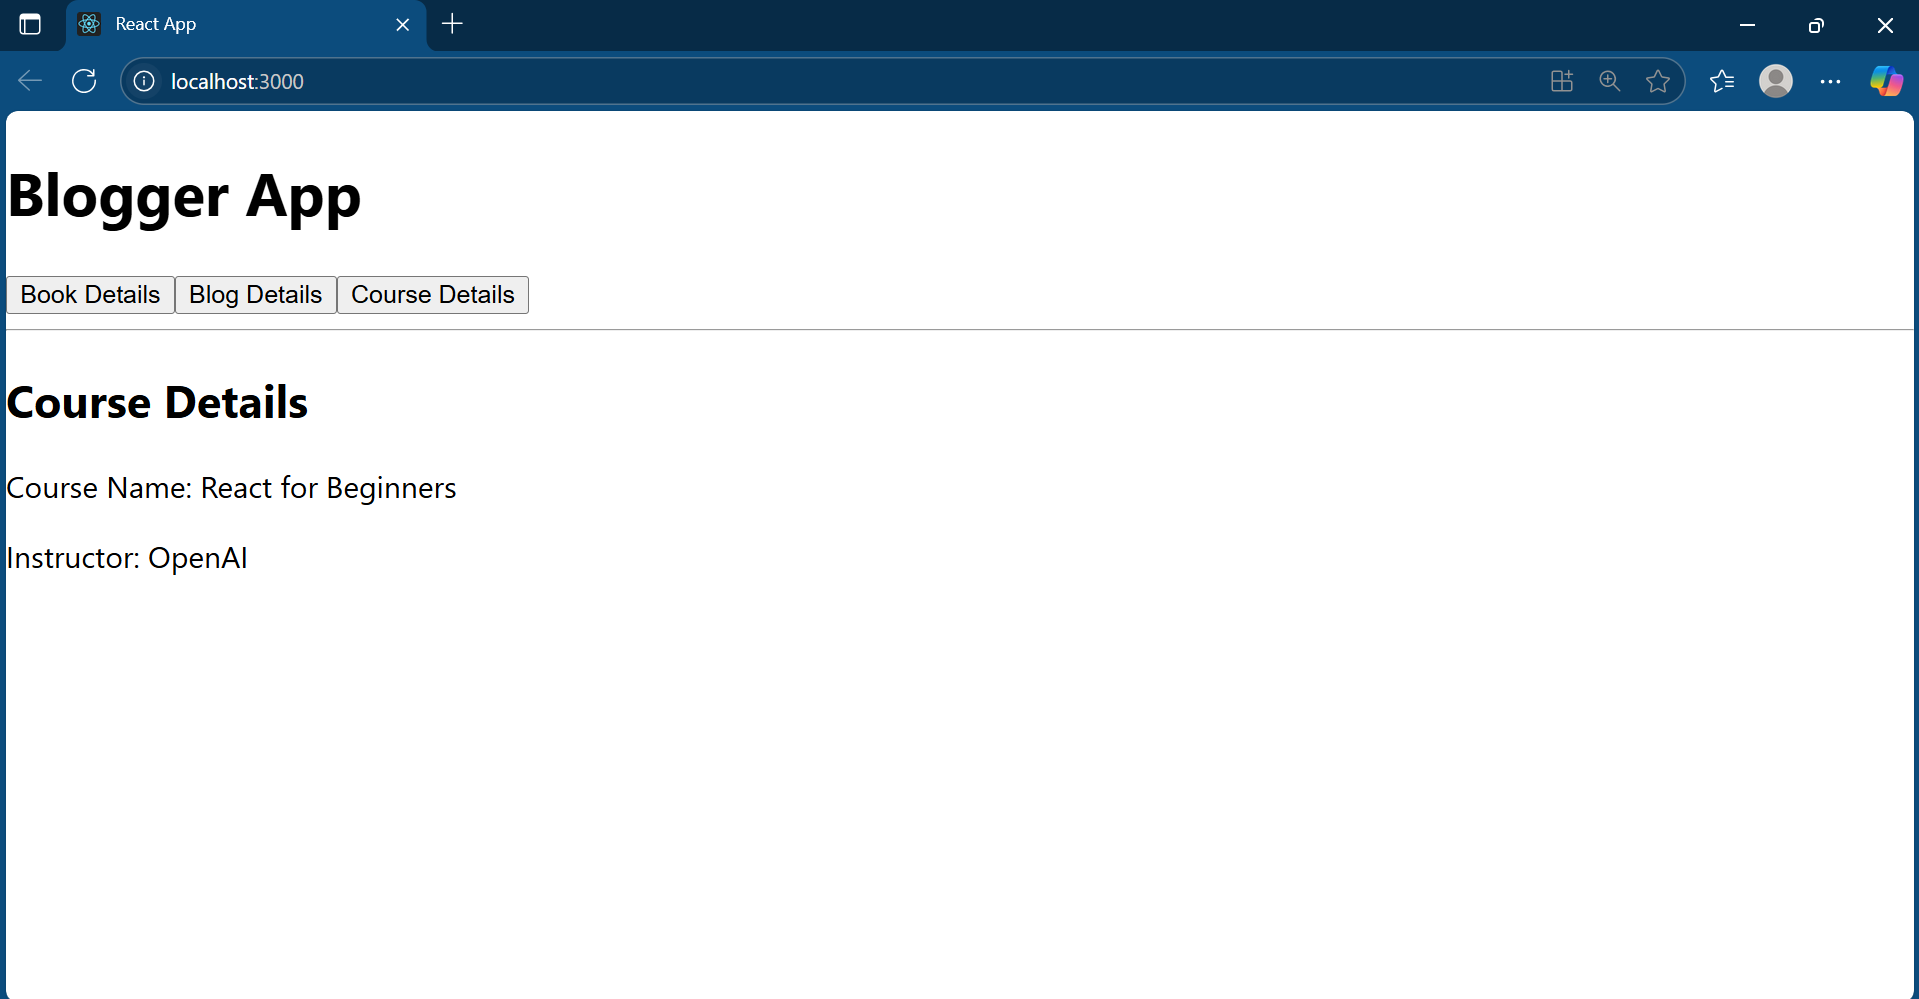 React App
localhost:3000
Blogger App
Book Details Blog Details Course Details
Course Details
Course Name: React for Beginners
Instructor: OpenAI